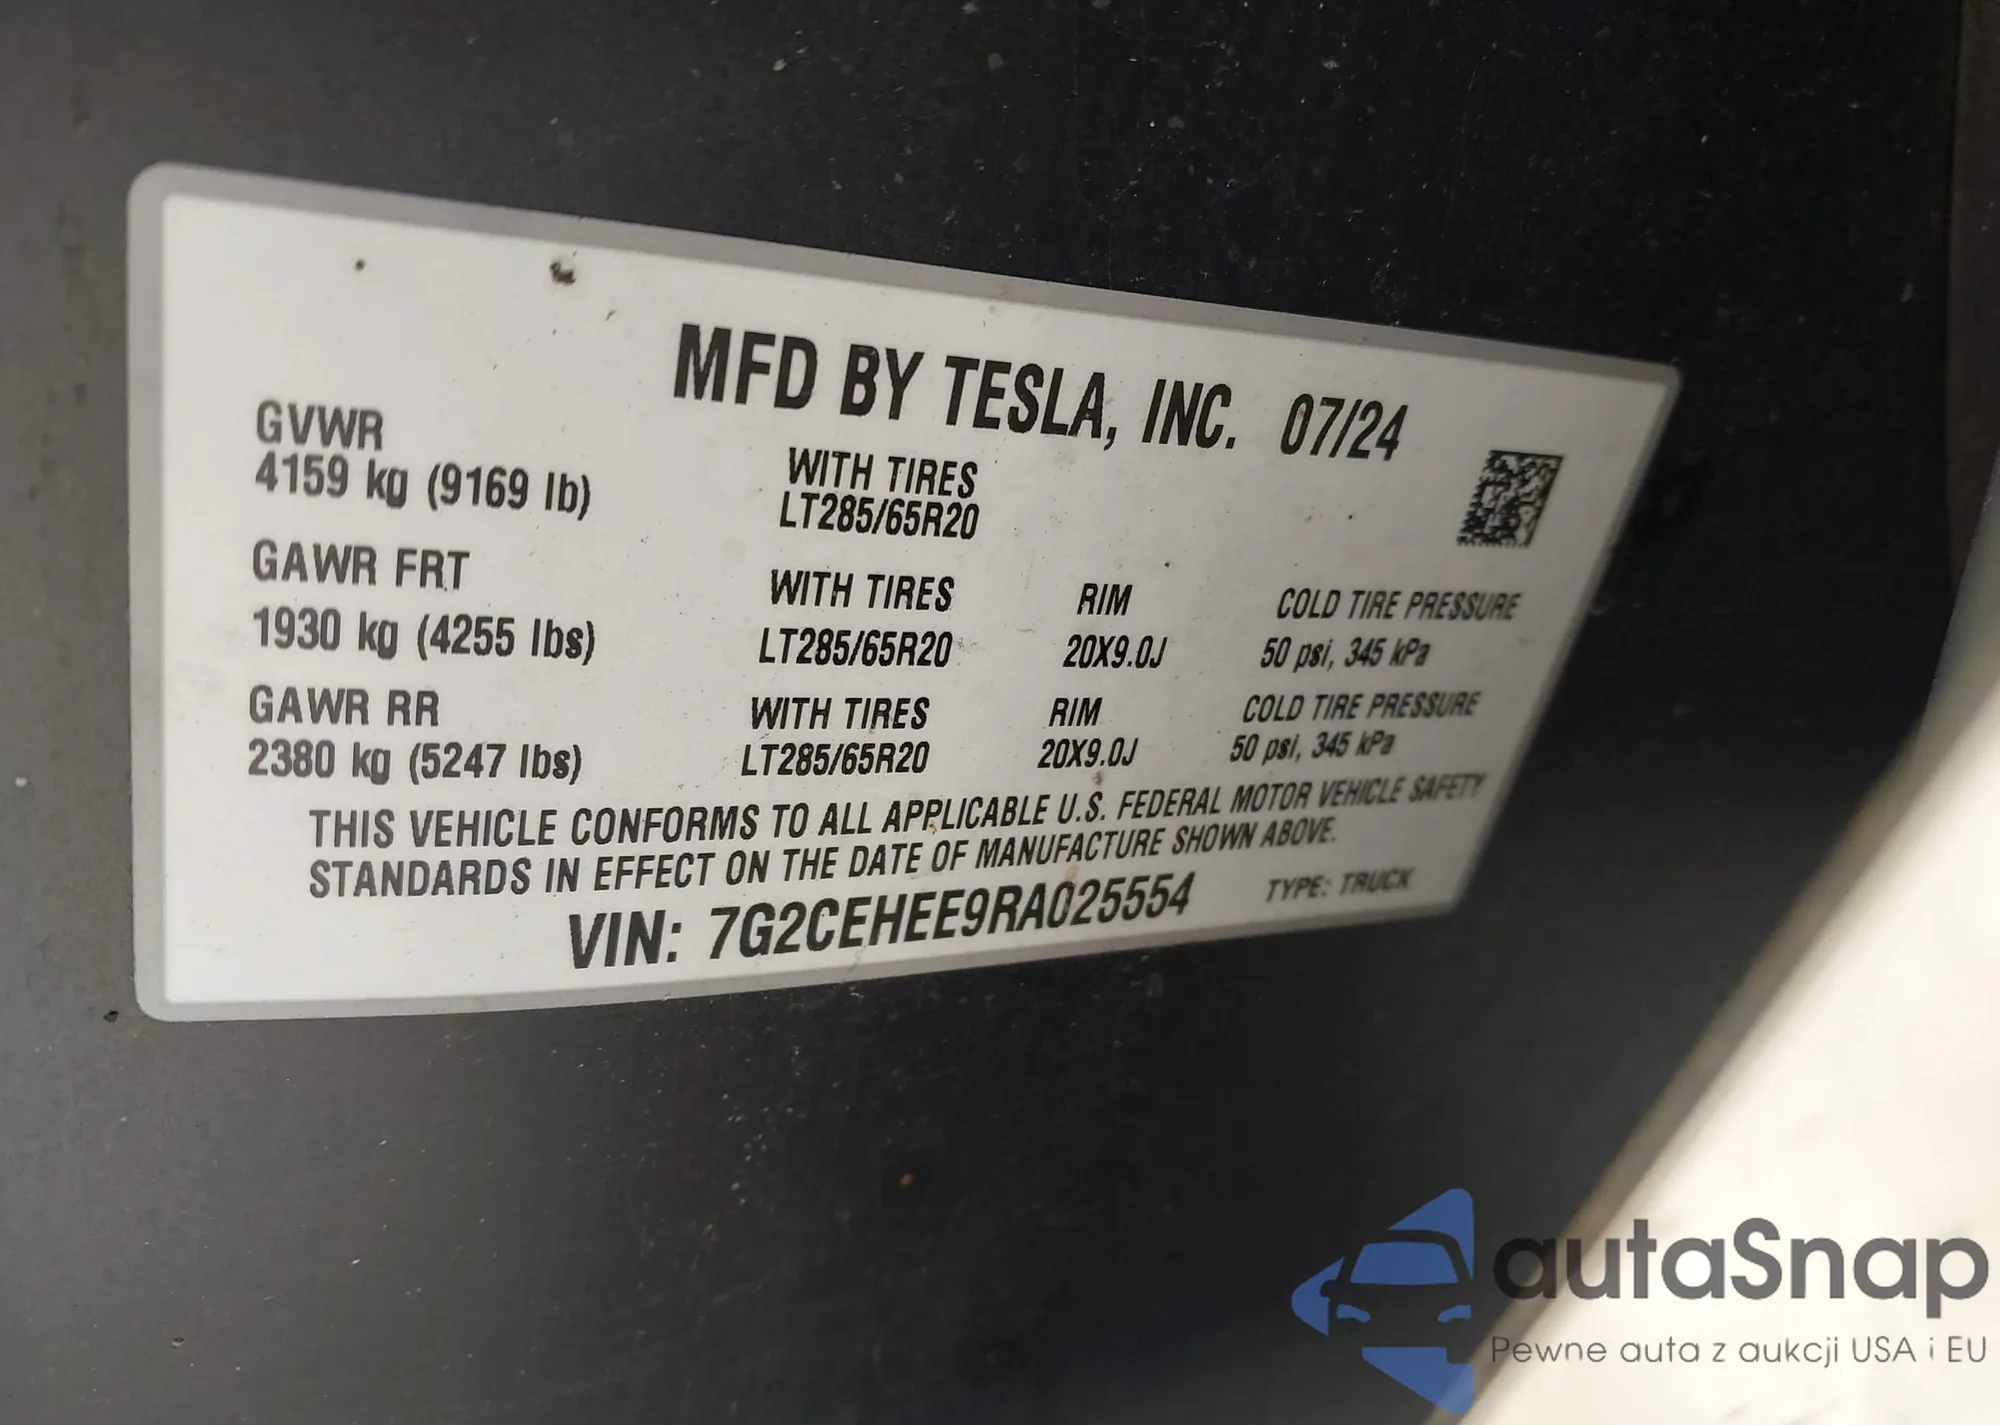 MFD BY TESLA, INC. 07/24
GVWR
4159 kg (9169 lb)
WITH TIRES
LT285/65R20
GAWR FRT
1930 kg (4255 lbs)
WITH TIRES
LT285/65R20
RIM
20X9.0J
COLD TIRE PRESSURE
50 psi, 345 kPa
GAWR RR
2380 kg (5247 lbs)
WITH TIRES
LT285/65R20
RIM
20X9.0J
COLD TIRE PRESSURE
50 psi, 345 kPa
THIS VEHICLE CONFORMS TO ALL APPLICABLE U.S. FEDERAL MOTOR VEHICLE SAFETY
STANDARDS IN EFFECT ON THE DATE OF MANUFACTURE SHOWN ABOVE.
VIN: 7G2CEHEE9RA025554
TYPE: TRUCK
autaSnap
Pewne auta z aukcji USA i EU